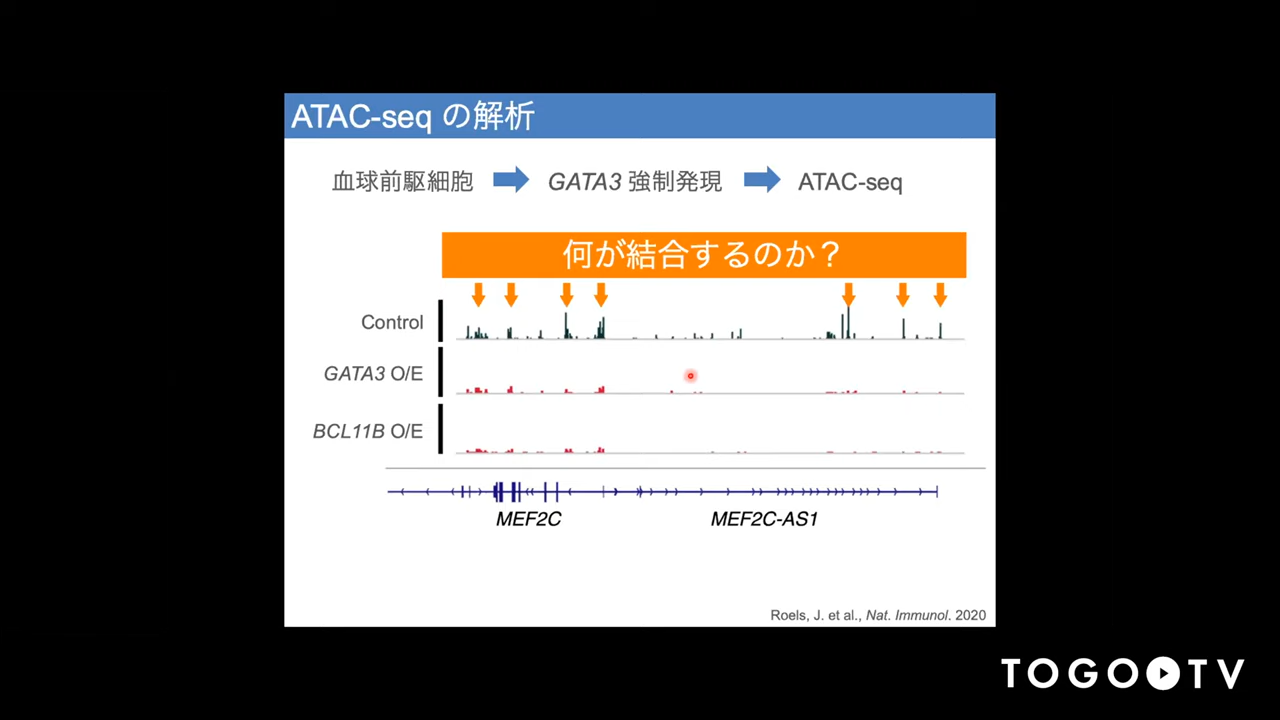 ATAC-seq の解析
血球前駆細胞 GATA3 強制発現 ATAC-seq
何が結合するのか？
Control
GATA3 O/E
BCL11B O/E
MEF2C MEF2C-AS1
Roels, J. et al., Nat. Immunol. 2020
TOGO TV